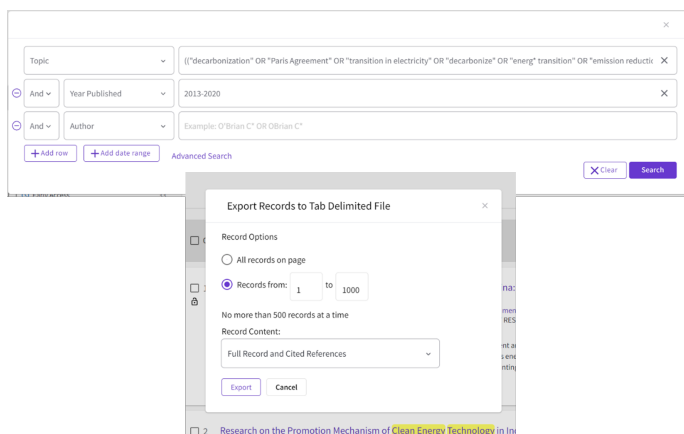 Topic
(("decarbonization" OR "Paris Agreement" OR "transition in electricity" OR "decarbonize" OR "energ* transition" OR "emission reductic
And
Year Published
2013-2020
And
Author
Example: O'Brian C* OR OBrian C*
+ Add row
+ Add date range
Advanced Search
Clear
Search
Export Records to Tab Delimited File
Record Options
All records on page
Records from: 1 to 1000
No more than 500 records at a time
Record Content:
Full Record and Cited References
Export
Cancel
na:
RES
2 Research on the Promotion Mechanism of Clean Energy Technology in In